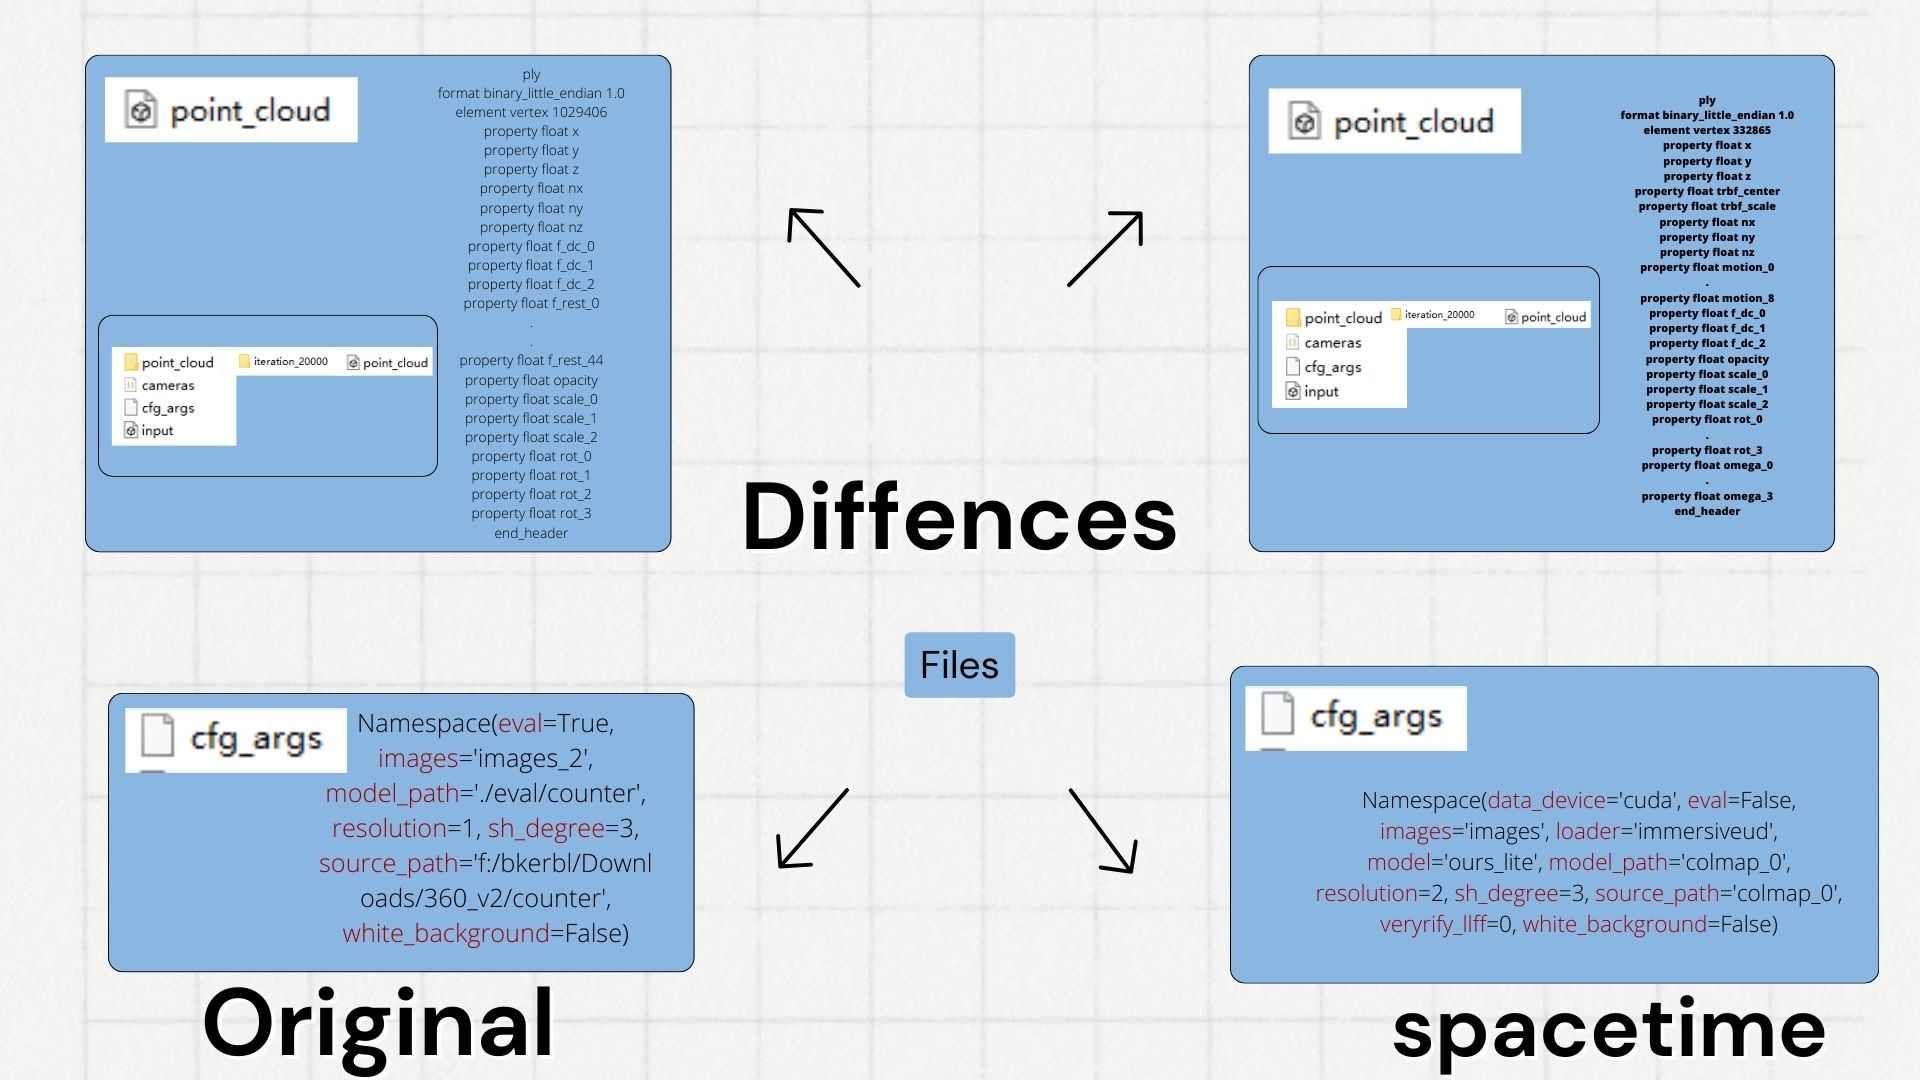 point_cloud
ply
format binary_little_endian 1.0
element vertex 1029406
property float x
property float y
property float z
property float nx
property float ny
property float nz
property float f_dc_0
property float f_dc_1
property float f_dc_2
property float f_rest_0
.
.
property float f_rest_44
property float opacity
property float scale_0
property float scale_1
property float scale_2
property float rot_0
property float rot_1
property float rot_2
property float rot_3
end_header
point_cloud iteration_20000 point_cloud
cameras
cfg_args
input
point_cloud
ply
format binary_little_endian 1.0
element vertex 332865
property float x
property float y
property float z
property float trbf_center
property float trbf_scale
property float nx
property float ny
property float nz
property float motion_0
.
property float motion_8
property float f_dc_0
property float f_dc_1
property float f_dc_2
property float opacity
property float scale_0
property float scale_1
property float scale_2
property float rot_0
.
property float rot_3
property float omega_0
.
property float omega_3
end_header
point_cloud iteration_20000 point_cloud
cameras
cfg_args
input
Diffences
Files
cfg_args
Namespace(eval=True,
images='images_2',
model_path='./eval/counter',
resolution=1, sh_degree=3,
source_path='f:/bkerbl/Downl
oads/360_v2/counter',
white_background=False)
Original
cfg_args
Namespace(data_device='cuda', eval=False,
images='images', loader='immersiveud',
model='ours_lite', model_path='colmap_0',
resolution=2, sh_degree=3, source_path='colmap_0',
veryrify_llff=0, white_background=False)
spacetime